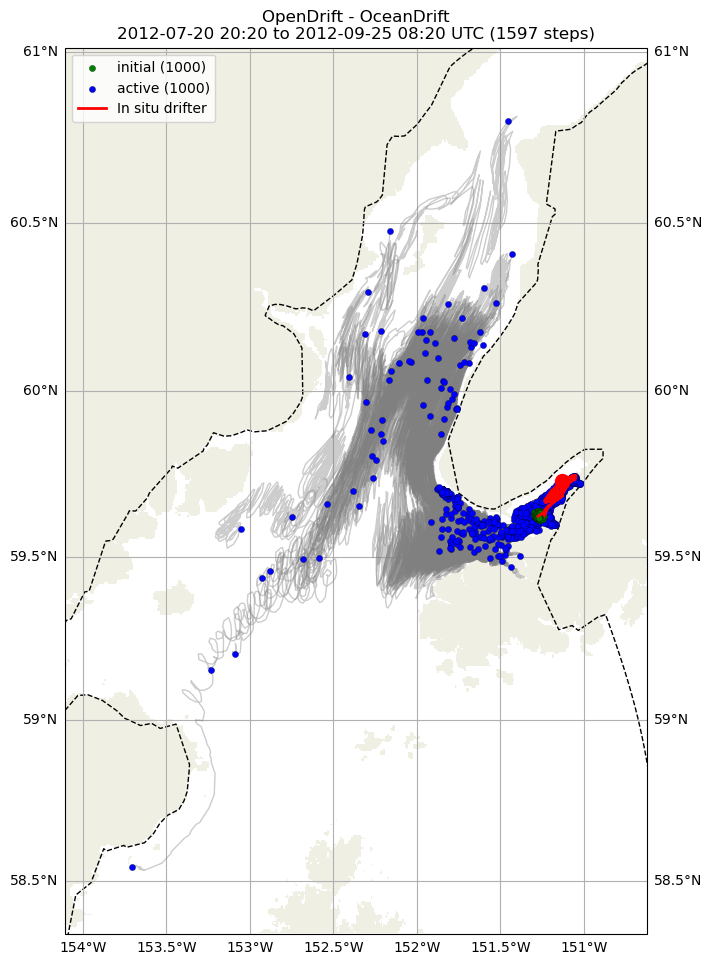 OpenDrift - OceanDrift
2012-07-20 20:20 to 2012-09-25 08:20 UTC (1597 steps)
61°N
61°N
initial (1000)
active (1000)
In situ drifter
60.5°N
60.5°N
60°N
60°N
59.5°N
59.5°N
59°N
59°N
58.5°N
58.5°N
154°W
153.5°W
153°W
152.5°W
152°W
151.5°W
151°W